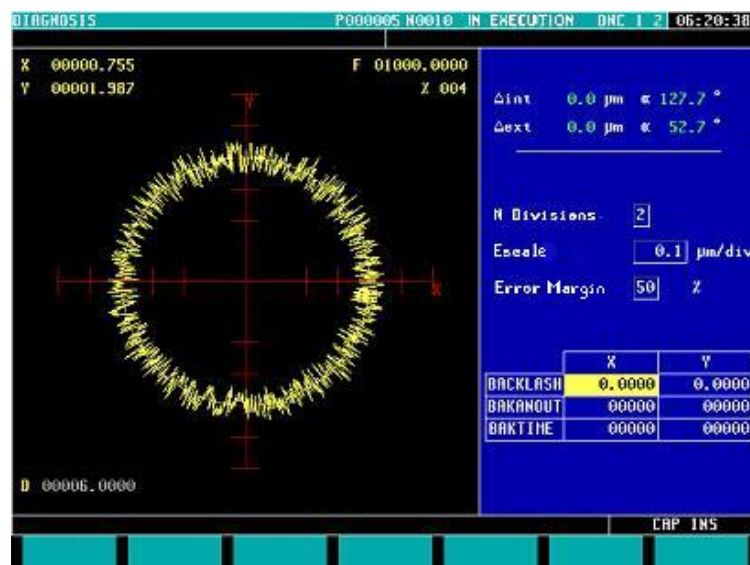 DIAGNOSIS P000005 N0010 IN EXECUTION DNC 1 2 06:20:38
X 00000.755 F 01000.0000
Y 00001.987 % 004
Y
Δint 0.0 µm ∝ 127.7 °
Δext 0.0 µm ∝ 52.7 °
N Divisions 2
Escale 0.1 µm/div
Error Margin 50 %
X
X Y
BACKLASH 0.0000 0.0000
BAKANOUT 00000 00000
BAKTIME 00000 00000
D 00006.0000
CAP INS